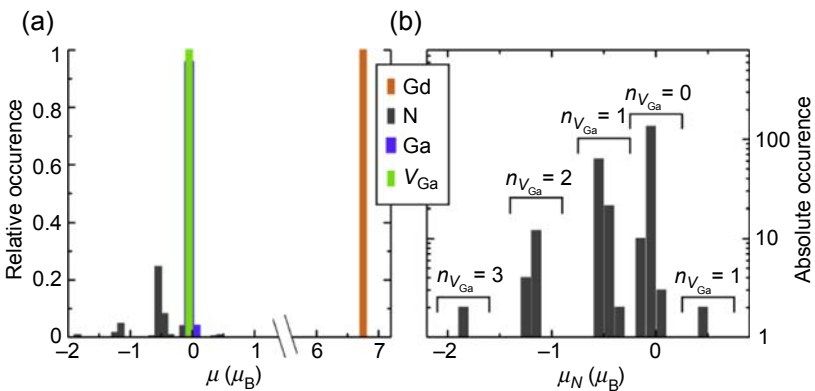 (a)
(b)
1
0.8
0.6
0.4
0.2
0
Relative occurence
−2 −1 0 1 6 7
μ (μB)
Gd
N
Ga
VGa
nVGa = 3
nVGa = 2
nVGa = 1
nVGa = 0
nVGa = 1
100
10
1
Absolute occurence
−2 −1 0
μN (μB)